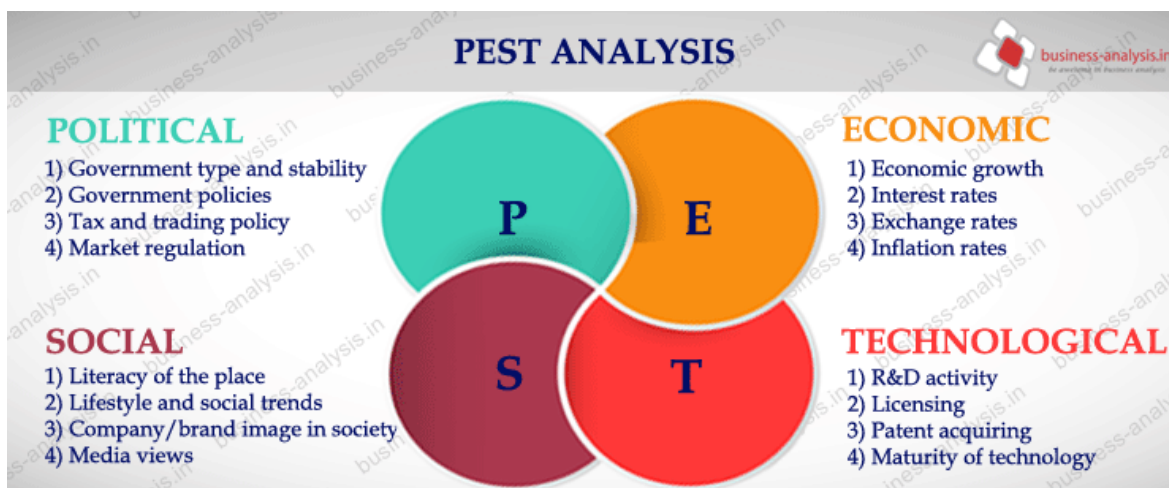 PEST ANALYSIS
business-analysis.in
POLITICAL
1) Government type and stability
2) Government policies
3) Tax and trading policy
4) Market regulation
ECONOMIC
1) Economic growth
2) Interest rates
3) Exchange rates
4) Inflation rates
P
E
S
T
SOCIAL
1) Literacy of the place
2) Lifestyle and social trends
3) Company/brand image in society
4) Media views
TECHNOLOGICAL
1) R&D activity
2) Licensing
3) Patent acquiring
4) Maturity of technology